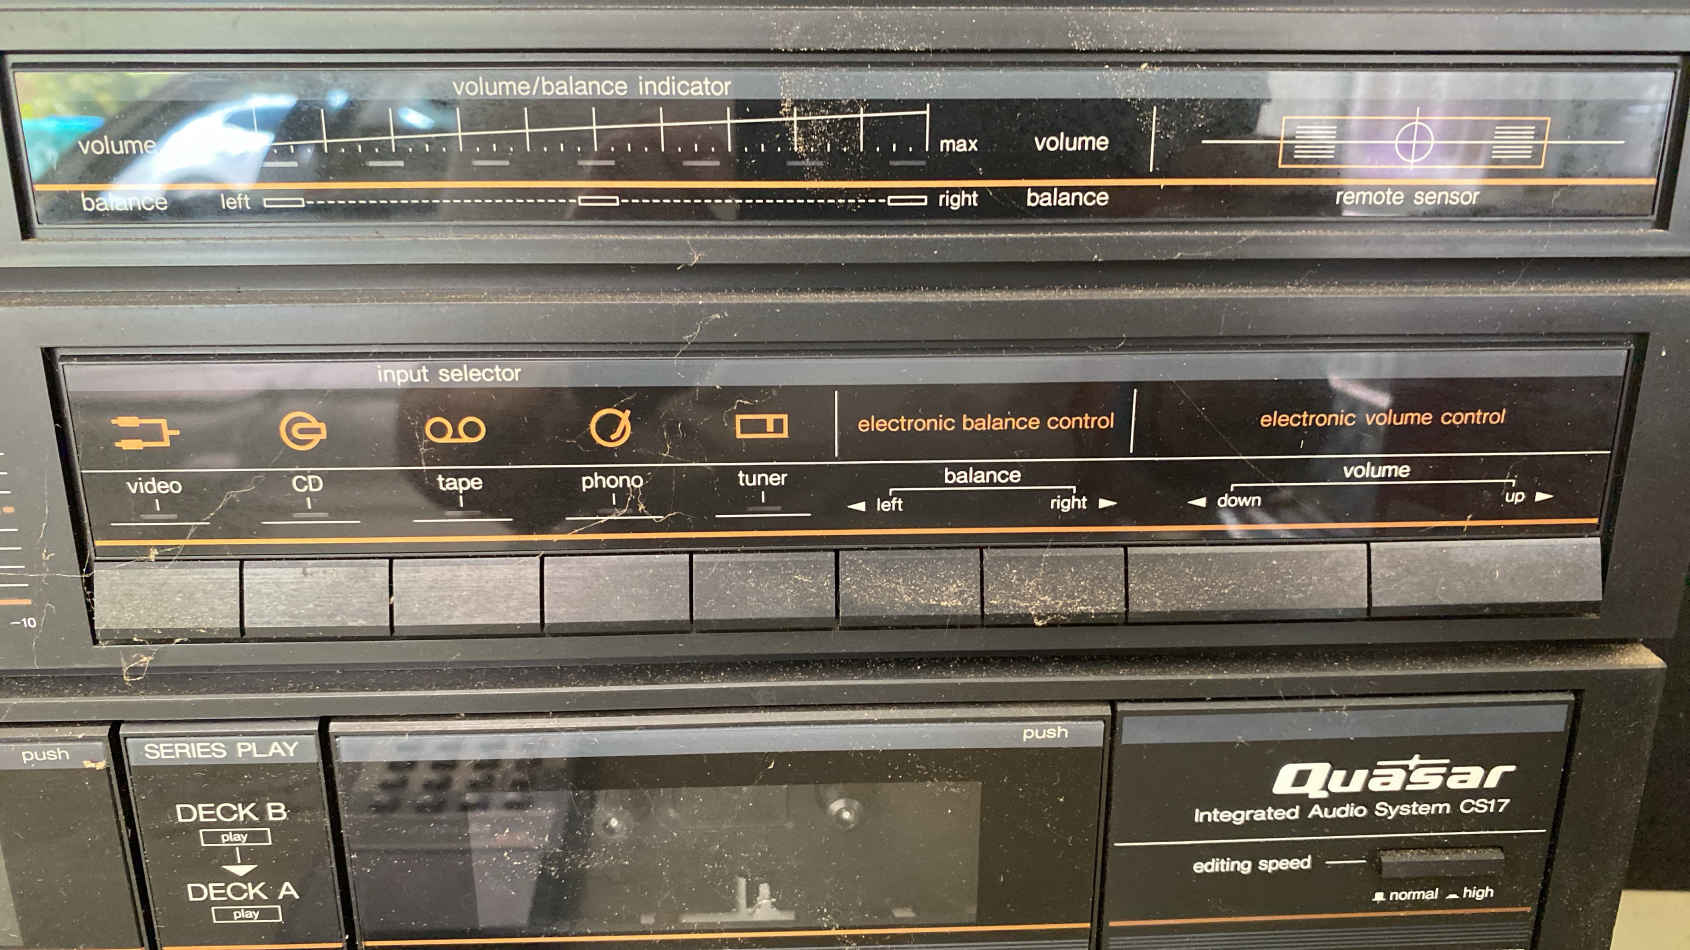 volume/balance indicator
volume max volume
balance left right balance remote sensor
input selector
electronic balance control electronic volume control
video CD tape phono tuner balance volume
left right down up
-10
push SERIES PLAY push
DECK B
play
DECK A
play
Quasar
Integrated Audio System CS17
editing speed
normal high